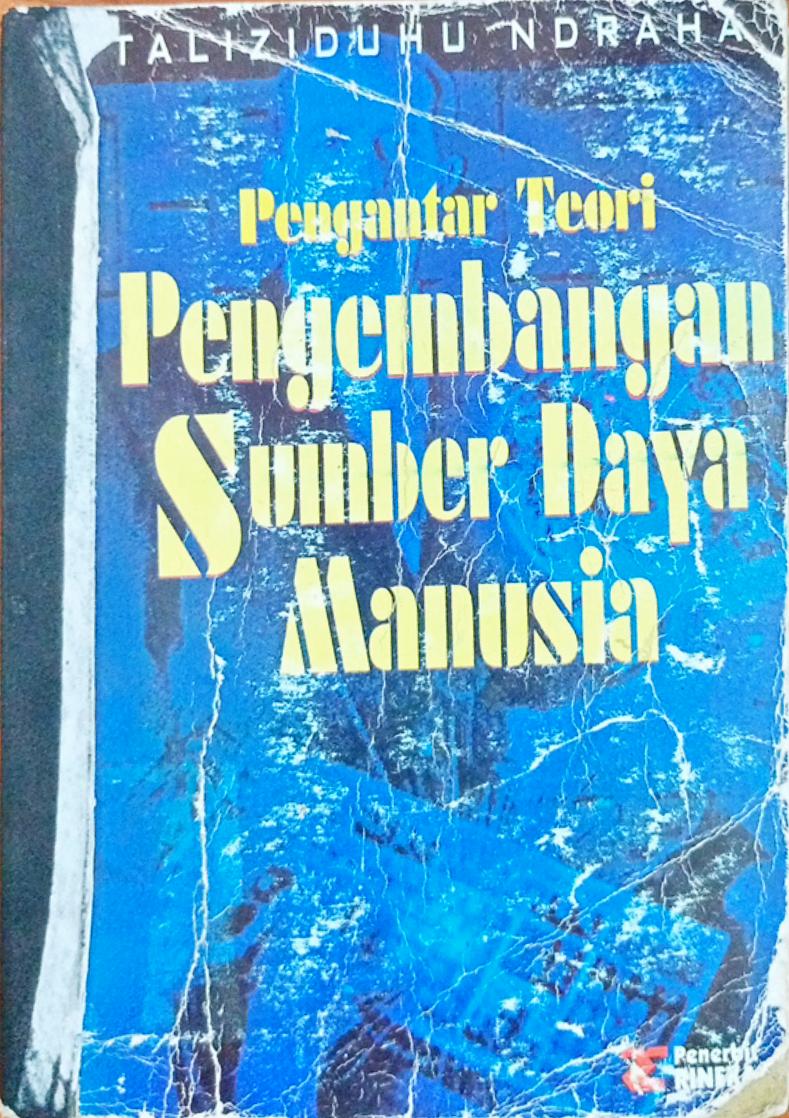 TALIZIDUHU NDRAHA
Pengantar Teori
Pengembangan
Sumber Daya
Manusia
Penerbit